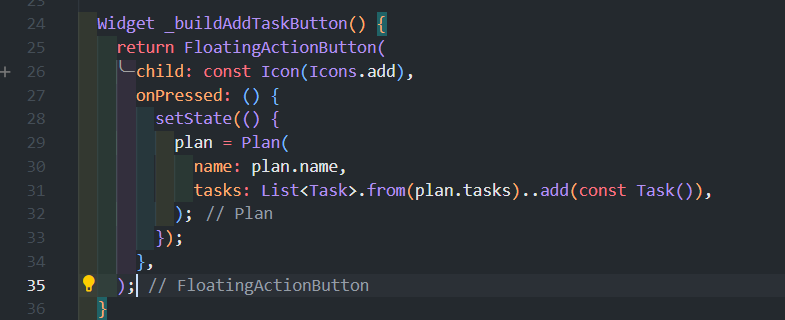 24 Widget _buildAddTaskButton() {
25 return FloatingActionButton(
26 child: const Icon(Icons.add),
27 onPressed: () {
28 setState(() {
29 plan = Plan(
30 name: plan.name,
31 tasks: List<Task>.from(plan.tasks)..add(const Task()),
32 ); // Plan
33 });
34 },
35 ); // FloatingActionButton
36 }